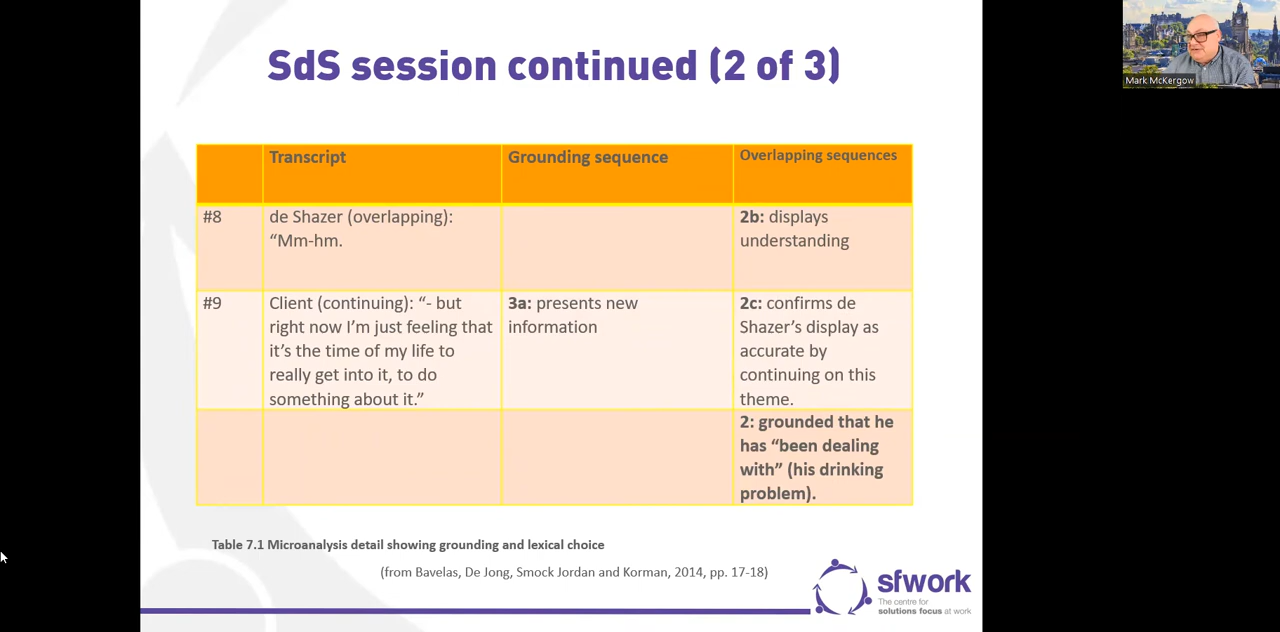 SdS session continued (2 of 3)
Mark McKergow
Transcript
Grounding sequence
Overlapping sequences
#8
de Shazer (overlapping):
“Mm-hm.
2b: displays
understanding
#9
Client (continuing): “- but
right now I’m just feeling that
it’s the time of my life to
really get into it, to do
something about it.”
3a: presents new
information
2c: confirms de
Shazer’s display as
accurate by
continuing on this
theme.
2: grounded that he
has “been dealing
with” (his drinking
problem).
Table 7.1 Microanalysis detail showing grounding and lexical choice
(from Bavelas, De Jong, Smock Jordan and Korman, 2014, pp. 17-18)
sfwork
The centre for
solutions focus at work